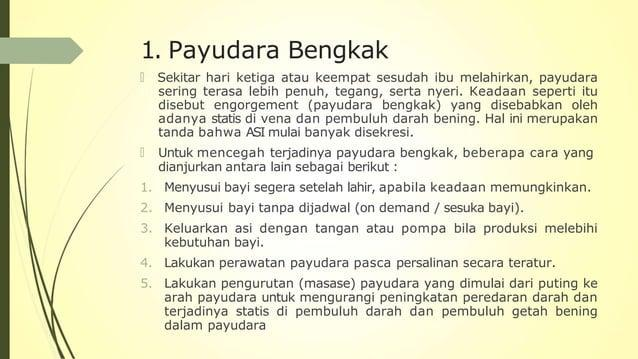 1. Payudara Bengkak
Sekitar hari ketiga atau keempat sesudah ibu melahirkan, payudara
sering terasa lebih penuh, tegang, serta nyeri. Keadaan seperti itu
disebut engorgement (payudara bengkak) yang disebabkan oleh
adanya statis di vena dan pembuluh darah bening. Hal ini merupakan
tanda bahwa ASI mulai banyak disekresi.
Untuk mencegah terjadinya payudara bengkak, beberapa cara yang
dianjurkan antara lain sebagai berikut :
1. Menyusui bayi segera setelah lahir, apabila keadaan memungkinkan.
2. Menyusui bayi tanpa dijadwal (on demand / sesuka bayi).
3. Keluarkan asi dengan tangan atau pompa bila produksi melebihi
kebutuhan bayi.
4. Lakukan perawatan payudara pasca persalinan secara teratur.
5. Lakukan pengurutan (masase) payudara yang dimulai dari puting ke
arah payudara untuk mengurangi peningkatan peredaran darah dan
terjadinya statis di pembuluh darah dan pembuluh getah bening
dalam payudara